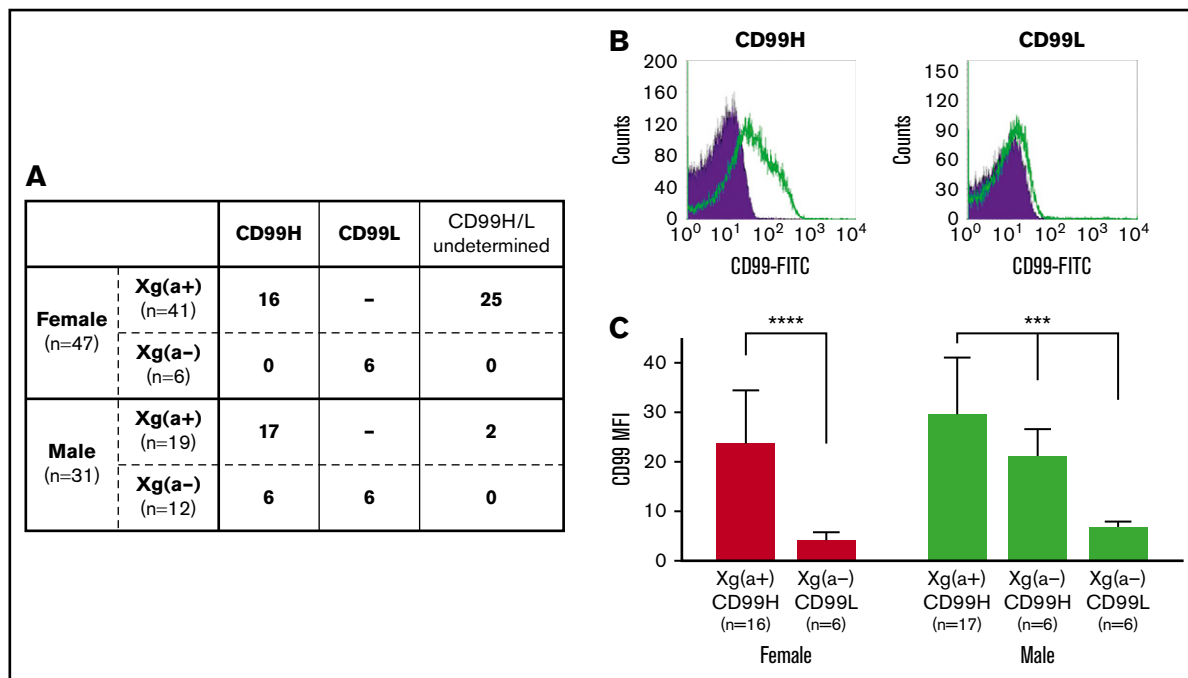 A
CD99H CD99L CD99H/L undetermined
Female (n=47)
Xg(a+) (n=41) 16 – 25
Xg(a–) (n=6) 0 6 0
Male (n=31)
Xg(a+) (n=19) 17 – 2
Xg(a–) (n=12) 6 6 0
B
CD99H
200
160
120
80
40
0
Counts
10⁰ 10¹ 10² 10³ 10⁴
CD99-FITC
CD99L
150
120
90
60
30
0
Counts
10⁰ 10¹ 10² 10³ 10⁴
CD99-FITC
C
**** ***
40
30
20
10
0
CD99 MFI
Xg(a+) Xg(a–) Xg(a+) Xg(a–) Xg(a–)
CD99H CD99L CD99H CD99H CD99L
(n=16) (n=6) (n=17) (n=6) (n=6)
Female Male